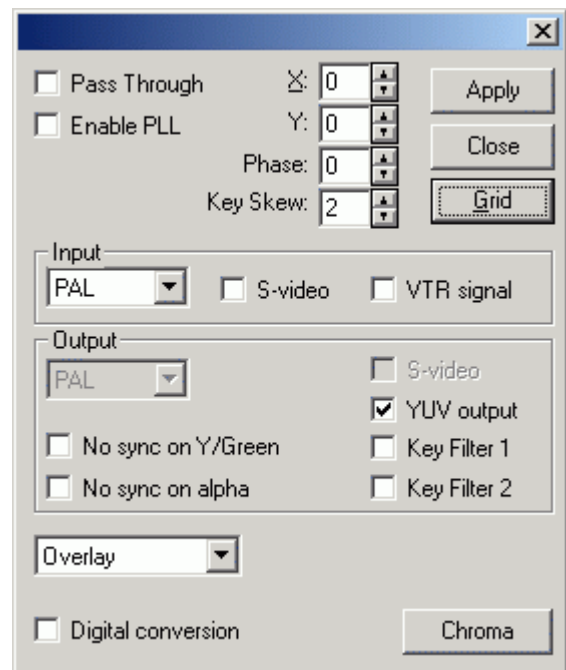 Pass Through
X: 0
Apply
Enable PLL
Y: 0
Close
Phase: 0
Key Skew: 2
Grid
Input
PAL
S-video
VTR signal
Output
PAL
S-video
YUV output
No sync on Y/Green
Key Filter 1
No sync on alpha
Key Filter 2
Overlay
Digital conversion
Chroma